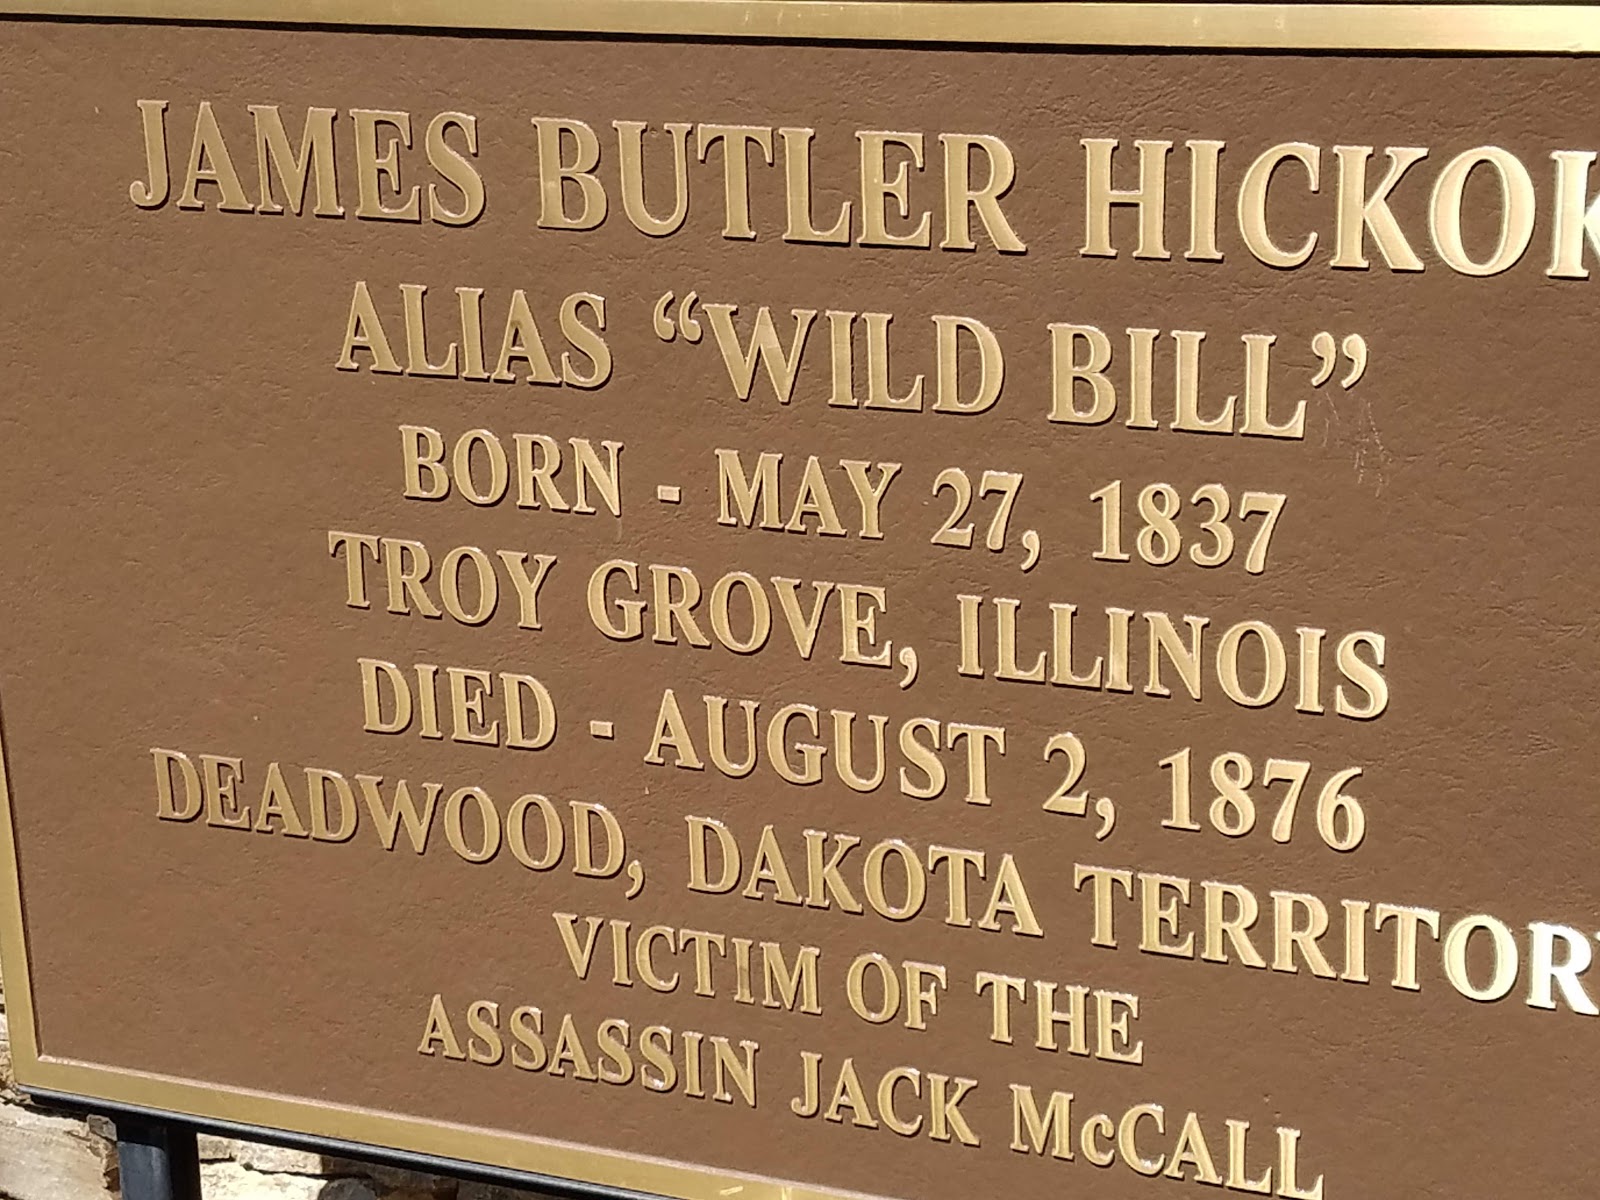 JAMES BUTLER HICKOK
ALIAS “WILD BILL”
BORN - MAY 27, 1837
TROY GROVE, ILLINOIS
DIED - AUGUST 2, 1876
DEADWOOD, DAKOTA TERRITORY
VICTIM OF THE
ASSASSIN JACK McCALL